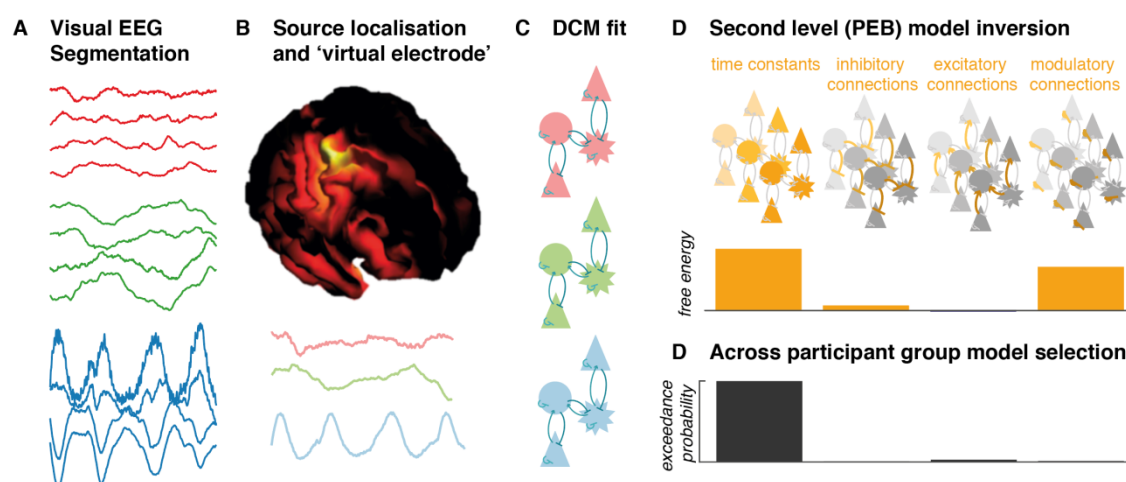 A Visual EEG
Segmentation
B Source localisation
and ‘virtual electrode’
C DCM fit
D Second level (PEB) model inversion
time constants
inhibitory
connections
excitatory
connections
modulatory
connections
free energy
D Across participant group model selection
exceedance
probability